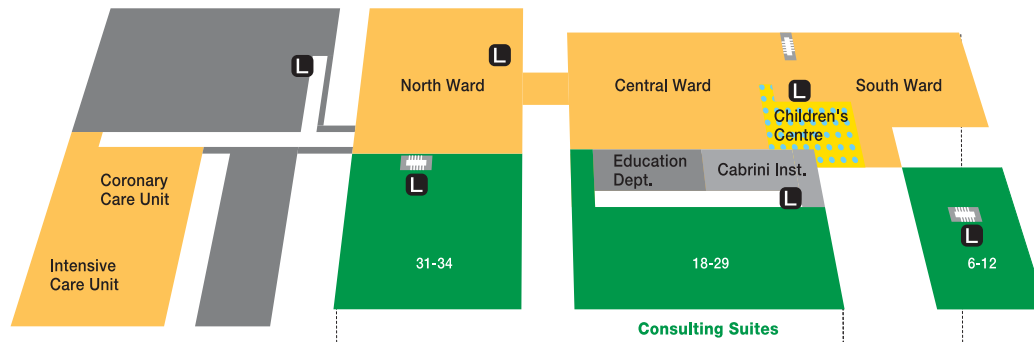 L
L
North Ward
Central Ward
L
South Ward
Children's
Centre
Education
Dept.
Cabrini Inst.
L
L
Coronary
Care Unit
L
Intensive
Care Unit
31-34
18-29
6-12
Consulting Suites